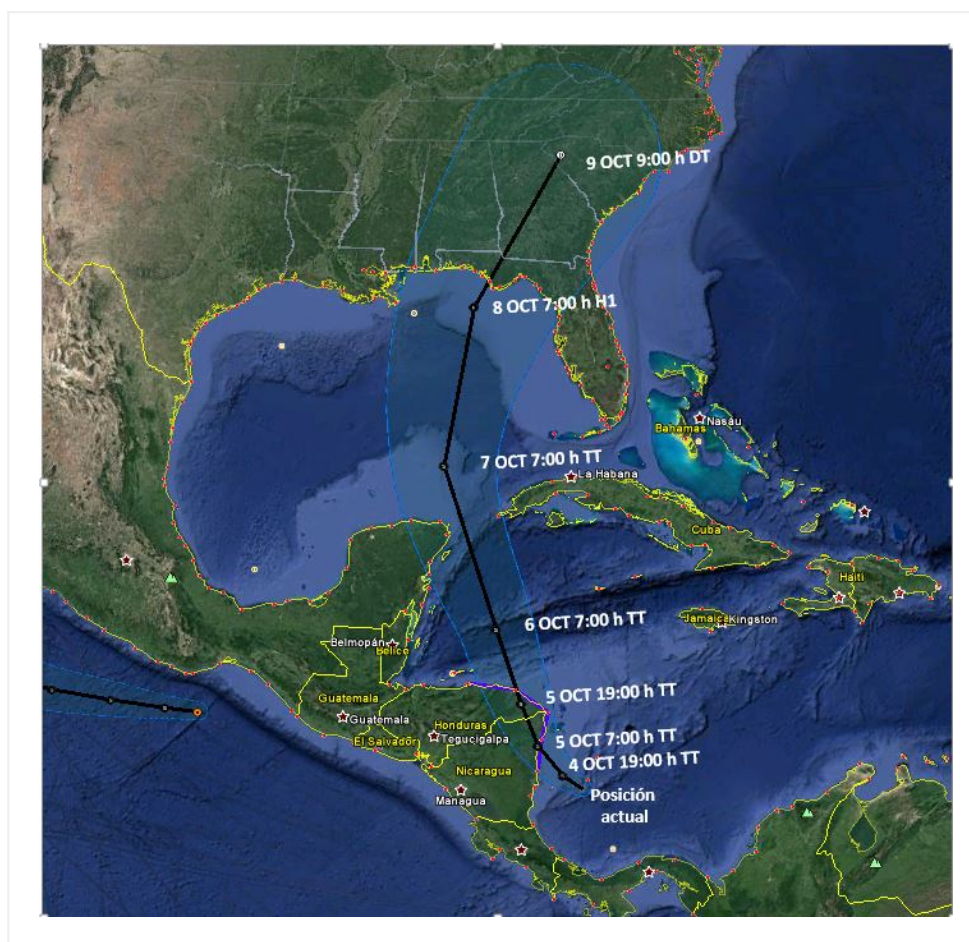 9 OCT 9:00 h DT
8 OCT 7:00 h H1
Nasáu
Bahamas
7 OCT 7:00 h TT
La Habana
Cuba
Haití
6 OCT 7:00 h TT
Jamaica
Kingston
Belmopán
Belice
5 OCT 19:00 h TT
Guatemala
Guatemala
Honduras
Tegucigalpa
El Salvador
5 OCT 7:00 h TT
4 OCT 19:00 h TT
Nicaragua
Managua
Posición
actual